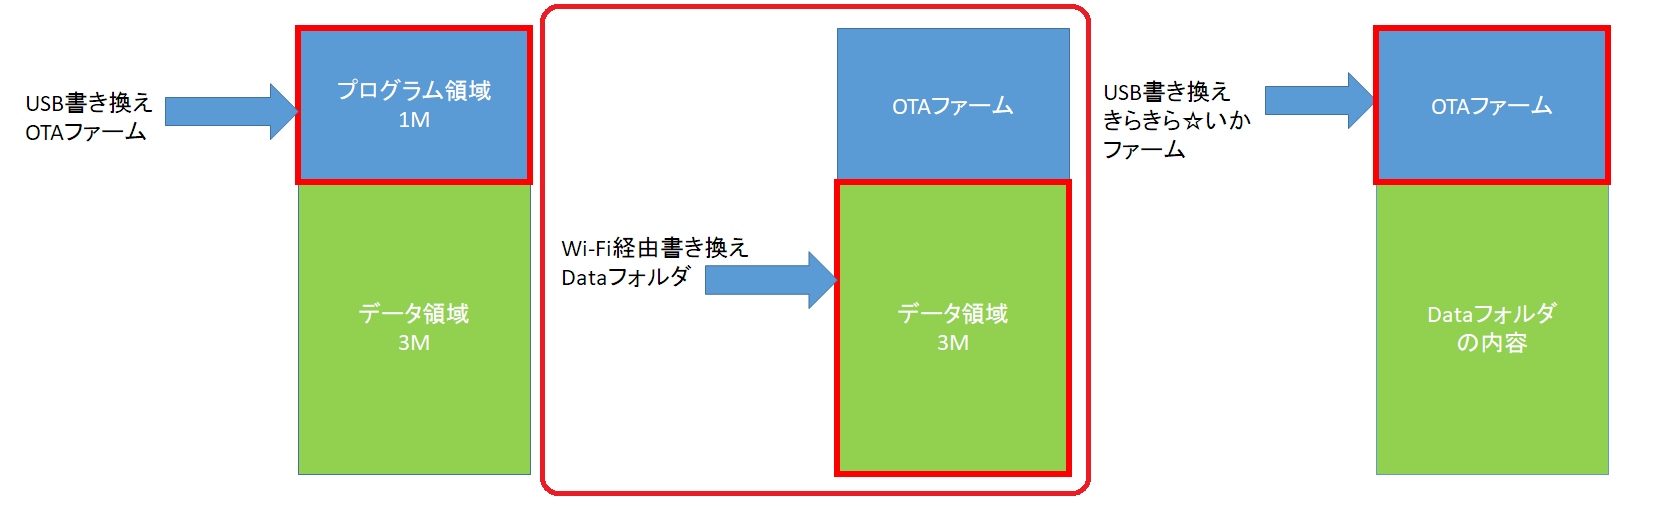 USB書き換え
OTAファーム
プログラム領域
1M
データ領域
3M
Wi-Fi経由書き換え
Dataフォルダ
OTAファーム
データ領域
3M
USB書き換え
きらきら☆いか
ファーム
OTAファーム
Dataフォルダ
の内容